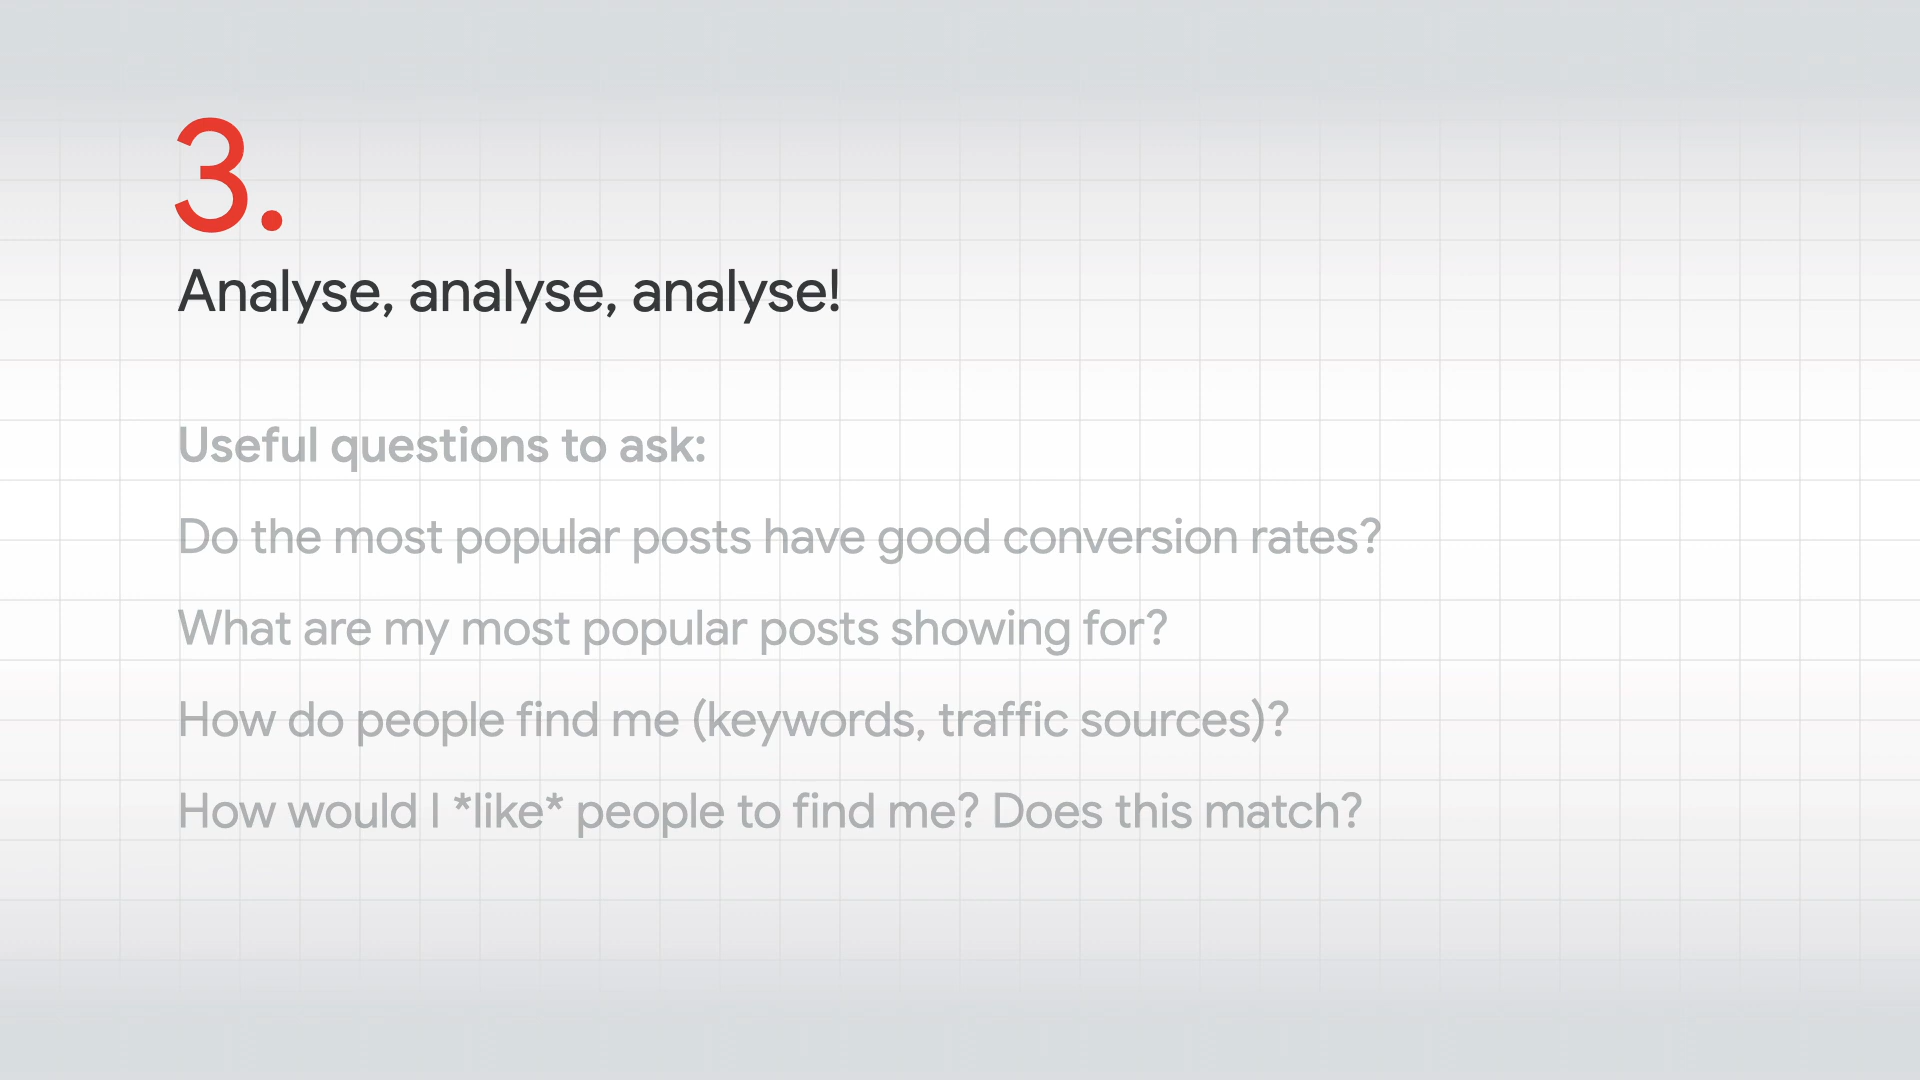 3.
Analyse, analyse, analyse!
Useful questions to ask:
Do the most popular posts have good conversion rates?
What are my most popular posts showing for?
How do people find me (keywords, traffic sources)?
How would I *like* people to find me? Does this match?